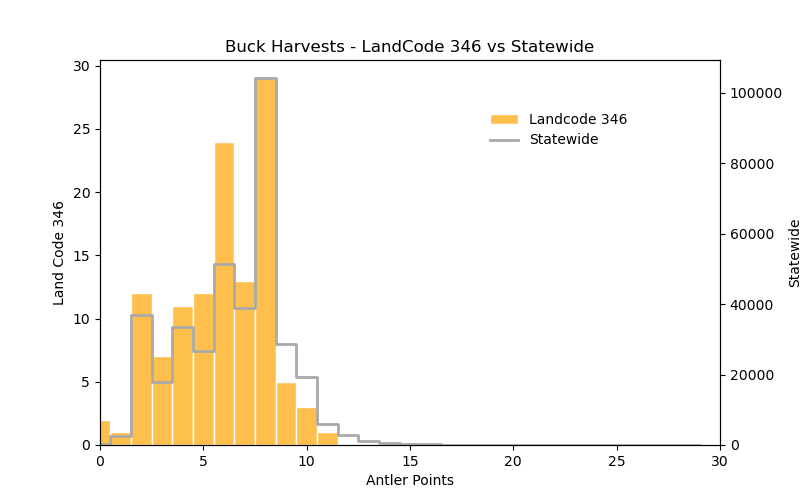 Buck Harvests - LandCode 346 vs Statewide
30
25
20
15
10
5
0
Land Code 346
Landcode 346
Statewide
100000
80000
60000
40000
20000
0
Statewide
0 5 10 15 20 25 30
Antler Points